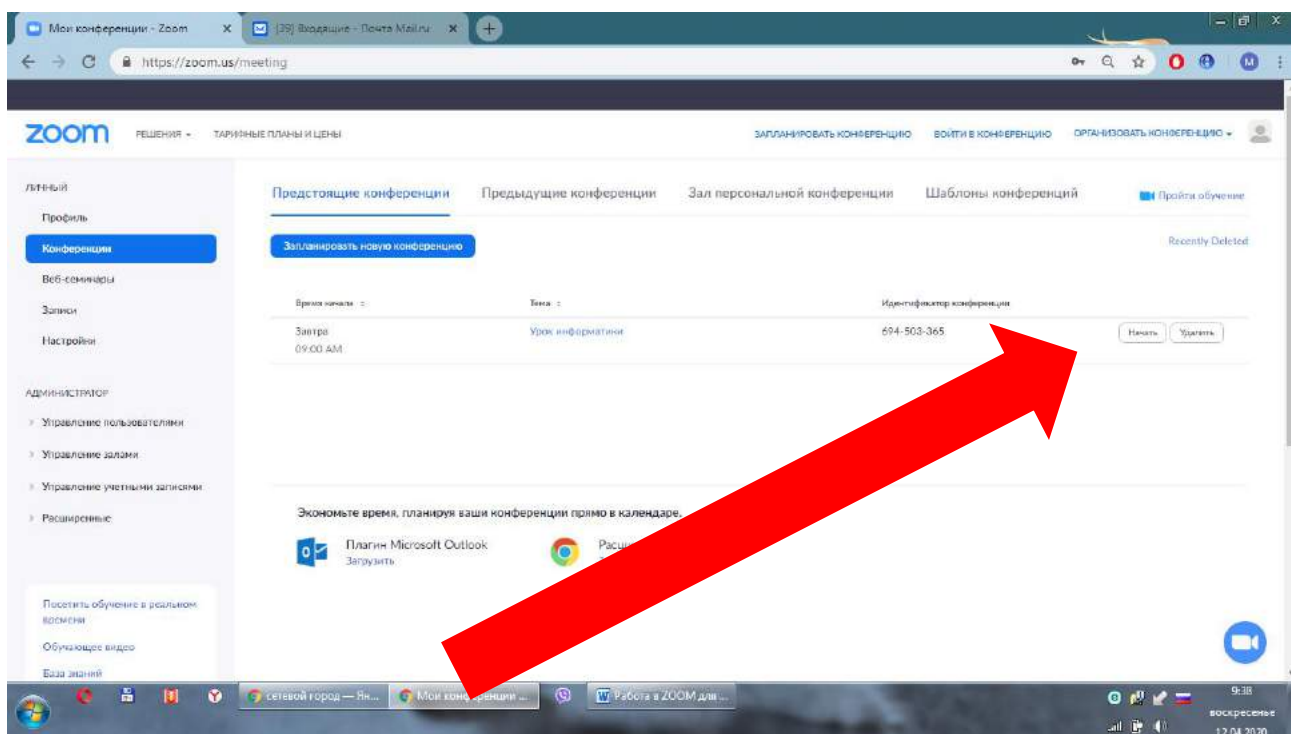 Мои конференции - Zoom
(39) Входящие - Почта Mail.ru
https://zoom.us/meeting
zoom
РЕШЕНИЯ
ТАРИФНЫЕ ПЛАНЫ И ЦЕНЫ
ЗАПЛАНИРОВАТЬ КОНФЕРЕНЦИЮ
ВОЙТИ В КОНФЕРЕНЦИЮ
ОРГАНИЗОВАТЬ КОНФЕРЕНЦИЮ
ЛИЧНЫЙ
Профиль
Конференции
Веб-семинары
Записи
Настройки
АДМИНИСТРАТОР
Управление пользователями
Управление залами
Управление учетными записями
Расширенные
Посетить обучение в реальном
времени
Обучающее видео
База знаний
Предстоящие конференции
Предыдущие конференции
Зал персональной конференции
Шаблоны конференций
Пройти обучение
Запланировать новую конференцию
Recently Deleted
Время начала
Тема
Идентификатор конференции
Завтра
09:00 AM
Урок информатики
694-503-365
Начать
Удалить
Экономьте время, планируя ваши конференции прямо в календаре.
Плагин Microsoft Outlook
Загрузить
сетевой город — Ян...
Мои конференции ...
Работа в ZOOM для ...
9:38
воскресенье
12.04.2020